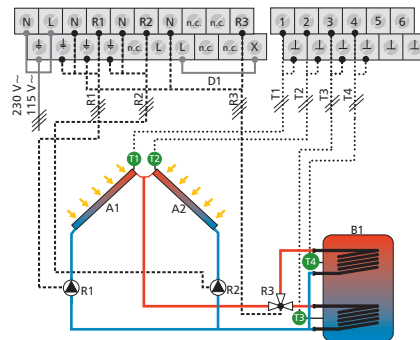 N L N R1 N R2 N n.c. n.c. R3 1 2 3 4 5 6
n.c. L L n.c. n.c. X
D1
230 V~
115 V~
R1 R2 R3 T1 T2 T3 T4
T1 T2
A1 A2
B1
T4
R3
R1 R2
T3